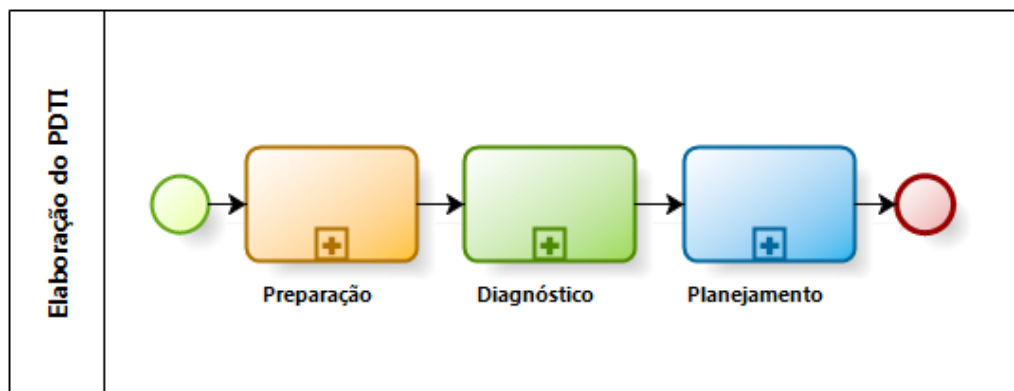 Elaboração do PDTI
Preparação
Diagnóstico
Planejamento